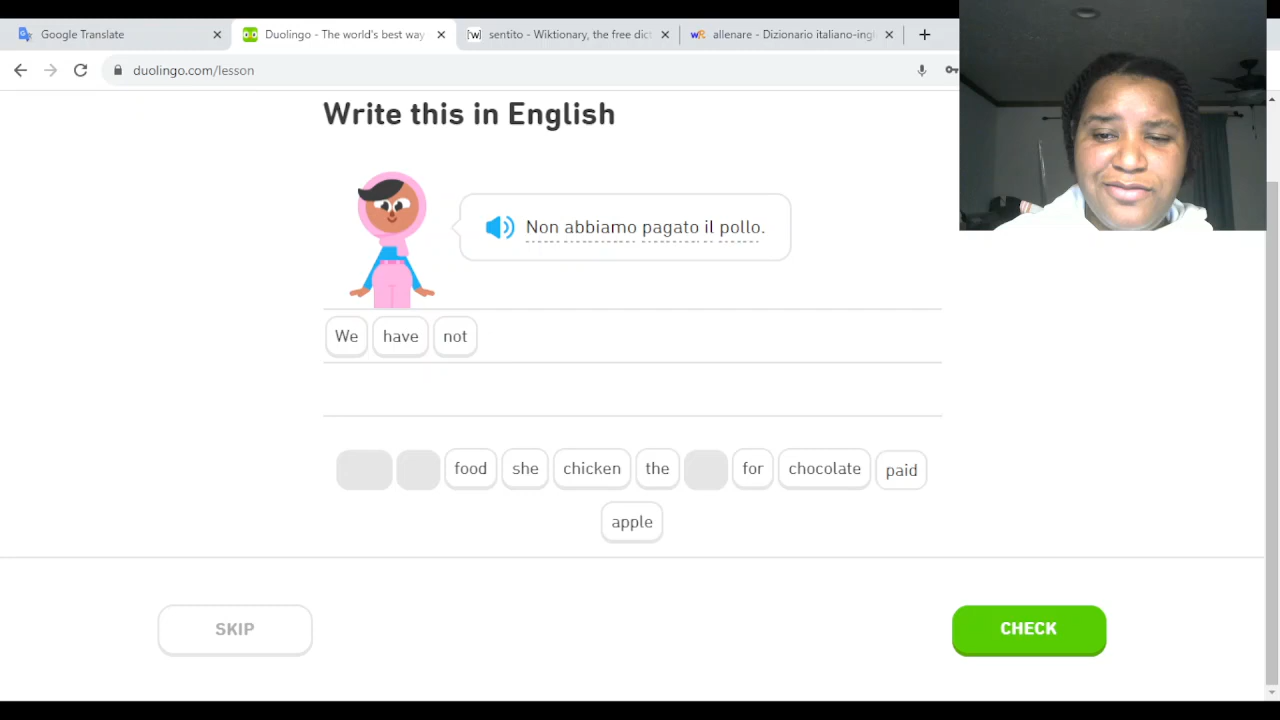 Google Translate
Duolingo - The world's best way
sentito - Wiktionary, the free dict
allenare - Dizionario italiano-ingl
duolingo.com/lesson
Write this in English
Non abbiamo pagato il pollo.
We have not
food she chicken the for chocolate paid
apple
SKIP CHECK